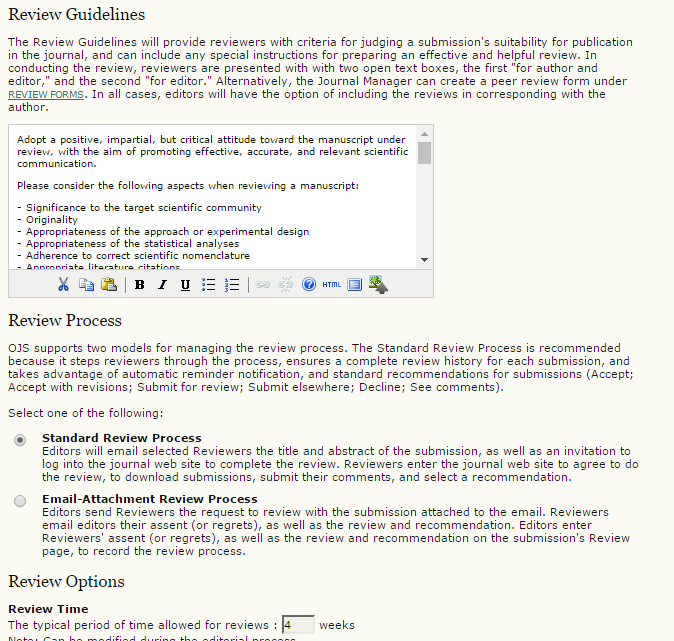 Review Guidelines
The Review Guidelines will provide reviewers with criteria for judging a submission's suitability for publication
in the journal, and can include any special instructions for preparing an effective and helpful review. In
conducting the review, reviewers are presented with with two open text boxes, the first "for author and
editor," and the second "for editor." Alternatively, the Journal Manager can create a peer review form under
REVIEW FORMS. In all cases, editors will have the option of including the reviews in corresponding with the
author.
Adopt a positive, impartial, but critical attitude toward the manuscript under
review, with the aim of promoting effective, accurate, and relevant scientific
communication.
Please consider the following aspects when reviewing a manuscript:
- Significance to the target scientific community
- Originality
- Appropriateness of the approach or experimental design
- Appropriateness of the statistical analyses
- Adherence to correct scientific nomenclature
- Appropriate literature citations
B I U HTML
Review Process
OJS supports two models for managing the review process. The Standard Review Process is recommended
because it steps reviewers through the process, ensures a complete review history for each submission, and
takes advantage of automatic reminder notification, and standard recommendations for submissions (Accept;
Accept with revisions; Submit for review; Submit elsewhere; Decline; See comments).
Select one of the following:
Standard Review Process
Editors will email selected Reviewers the title and abstract of the submission, as well as an invitation to
log into the journal web site to complete the review. Reviewers enter the journal web site to agree to do
the review, to download submissions, submit their comments, and select a recommendation.
Email-Attachment Review Process
Editors send Reviewers the request to review with the submission attached to the email. Reviewers
email editors their assent (or regrets), as well as the review and recommendation. Editors enter
Reviewers' assent (or regrets), as well as the review and recommendation on the submission's Review
page, to record the review process.
Review Options
Review Time
The typical period of time allowed for reviews : 4 weeks
Note: Can be modified during the editorial process